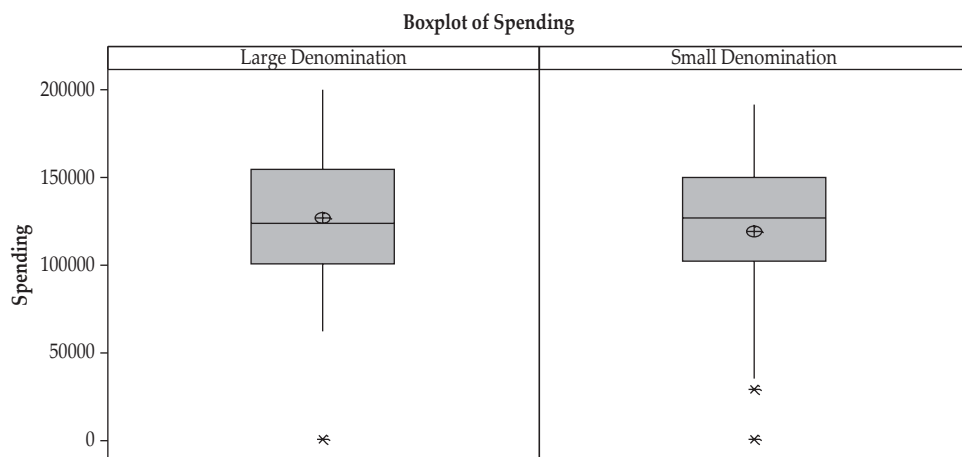 Boxplot of Spending
Large Denomination Small Denomination
200000
150000
100000
50000
0
Spending